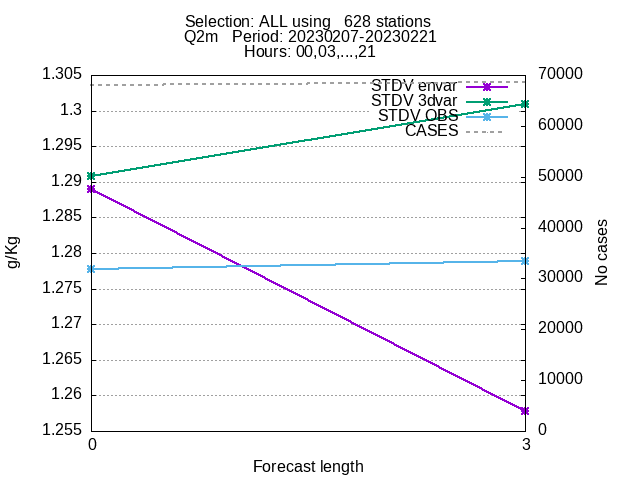 Selection: ALL using   628 stations
Q2m   Period: 20230207-20230221
Hours: 00,03,...,21
1.305
1.3
1.295
1.29
1.285
1.28
1.275
1.27
1.265
1.26
1.255
g/Kg
STDV envar
STDV 3dvar
STDV OBS
CASES
70000
60000
50000
40000
30000
20000
10000
0
No cases
0
3
Forecast length